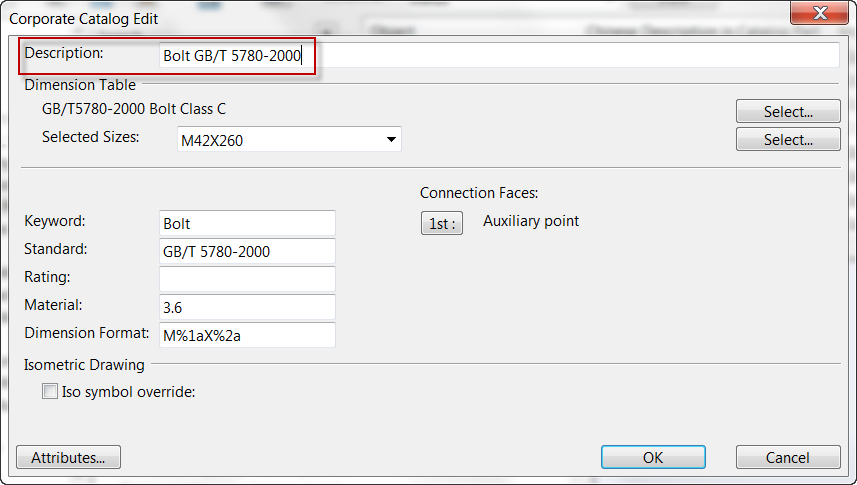 Corporate Catalog Edit
Description: Bolt GB/T 5780-2000
Dimension Table
GB/T5780-2000 Bolt Class C Select...
Selected Sizes: M42X260 Select...
Connection Faces:
Keyword: Bolt 1st : Auxiliary point
Standard: GB/T 5780-2000
Rating:
Material: 3.6
Dimension Format: M%1aX%2a
Isometric Drawing
Iso symbol override:
Attributes... OK Cancel